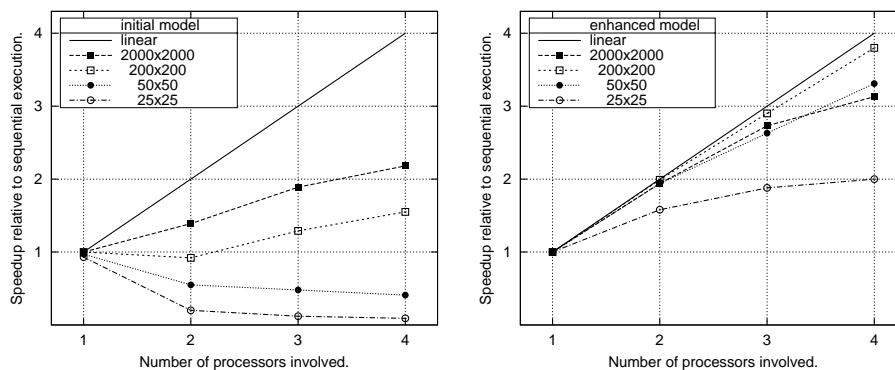 initial model
linear
2000x2000
200x200
50x50
25x25
Speedup relative to sequential execution.
4
3
2
1
1 2 3 4
Number of processors involved.
enhanced model
linear
2000x2000
200x200
50x50
25x25
Speedup relative to sequential execution.
4
3
2
1
1 2 3 4
Number of processors involved.